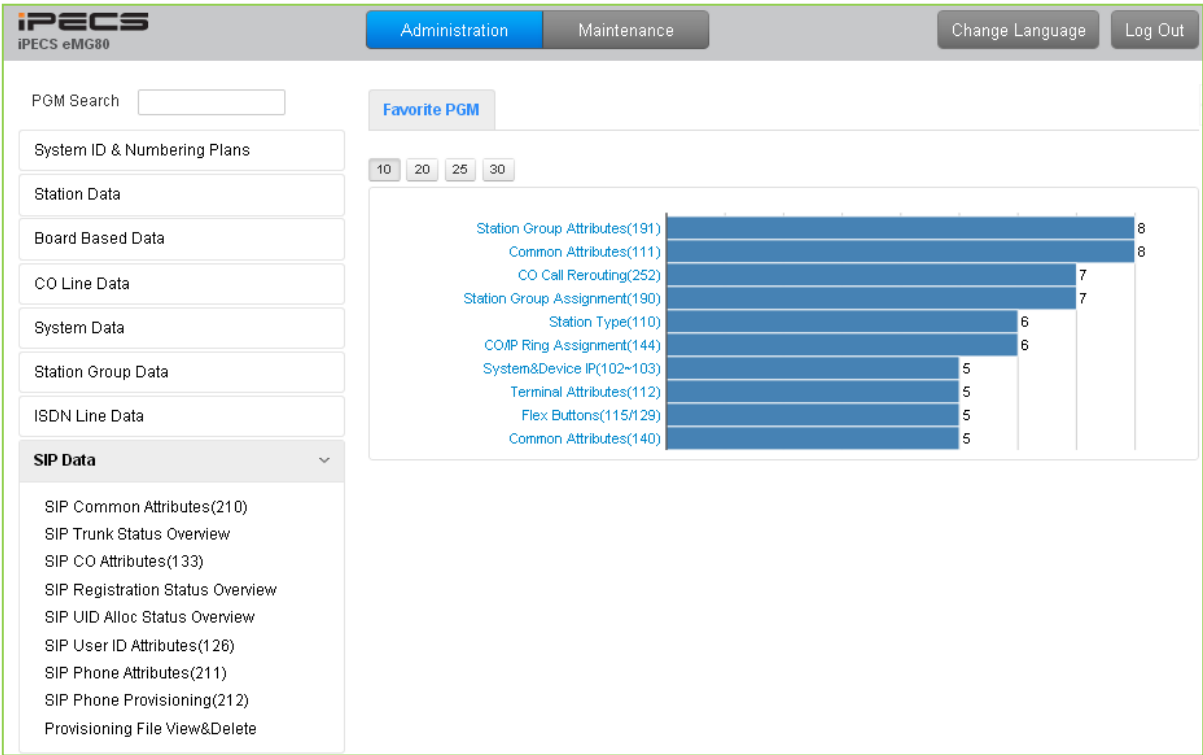 iPECS
iPECS eMG80
Administration
Maintenance
Change Language
Log Out
PGM Search
System ID & Numbering Plans
Station Data
Board Based Data
CO Line Data
System Data
Station Group Data
ISDN Line Data
SIP Data
SIP Common Attributes(210)
SIP Trunk Status Overview
SIP CO Attributes(133)
SIP Registration Status Overview
SIP UID Alloc Status Overview
SIP User ID Attributes(126)
SIP Phone Attributes(211)
SIP Phone Provisioning(212)
Provisioning File View&Delete
Favorite PGM
10 20 25 30
Station Group Attributes(191) 8
Common Attributes(111) 8
CO Call Rerouting(252) 7
Station Group Assignment(190) 7
Station Type(110) 6
CO/IP Ring Assignment(144) 6
System&Device IP(102~103) 5
Terminal Attributes(112) 5
Flex Buttons(115/129) 5
Common Attributes(140) 5